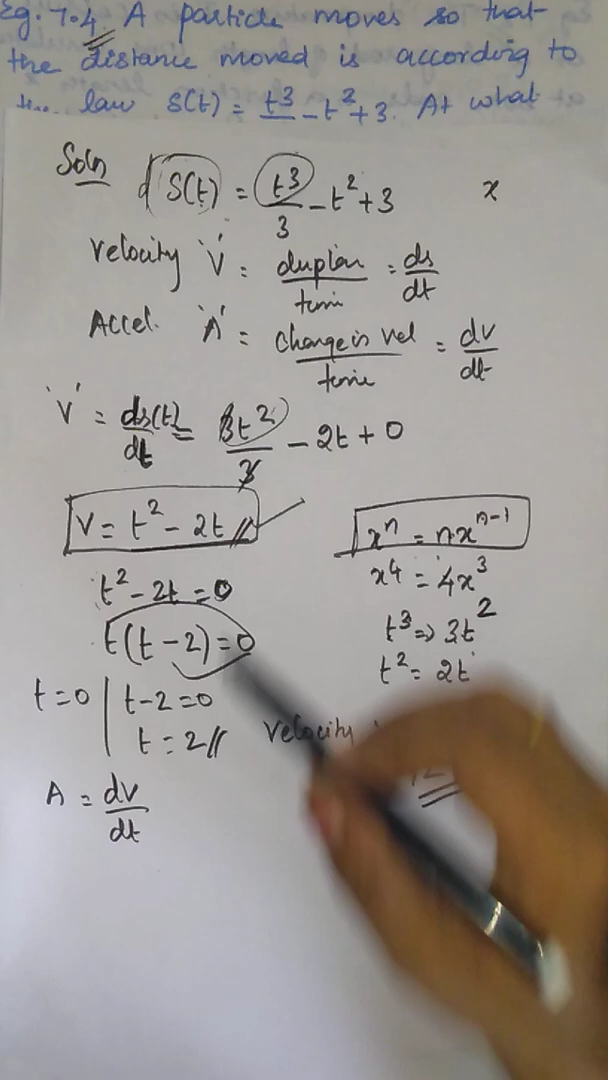 Eg. 7.4 A particle moves so that
the distance moved is according to
the law S(t) = t³ - t² + 3. At what
Soln
S(t) = t³/3 - t² + 3 x
Velocity 'V' = /time = ds/dt
Accel. 'A' = change in vel/time = dv/dt
'V' = ds(t)/dt = 3t²/3 - 2t + 0
V = t² - 2t //
xⁿ = nxⁿ⁻¹
t² - 2t = 0
x⁴ = 4x³
t(t - 2) = 0
t³ => 3t²
t² = 2t
t = 0 | t - 2 = 0
t = 2 //
Velocity
A = dv/dt